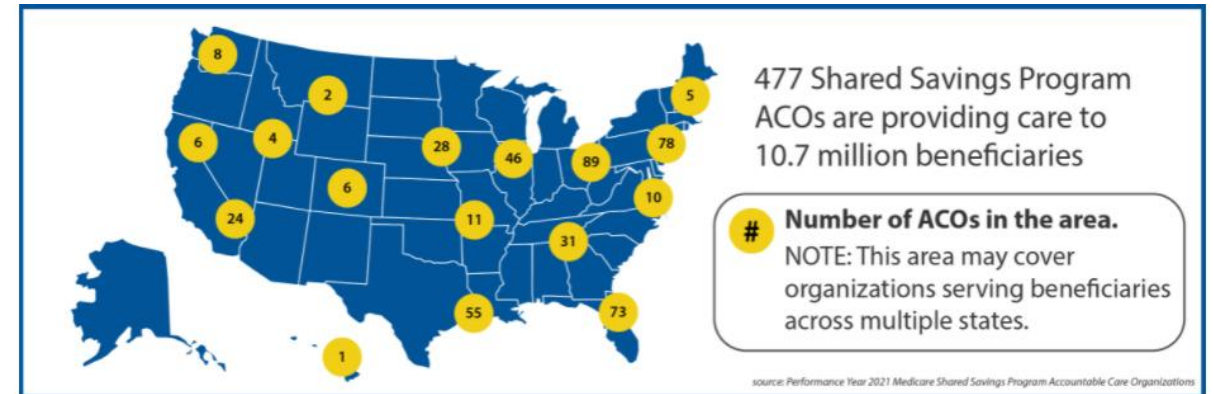 8
2
5
6
4
28
46
89
78
6
10
24
11
31
55
73
1
477 Shared Savings Program
ACOs are providing care to
10.7 million beneficiaries
# Number of ACOs in the area.
NOTE: This area may cover
organizations serving beneficiaries
across multiple states.
source: Performance Year 2021 Medicare Shared Savings Program Accountable Care Organizations